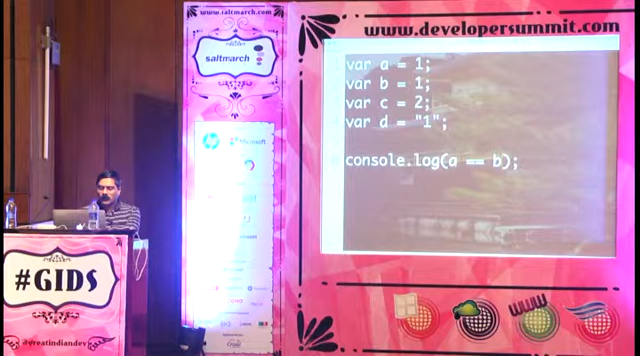 www.saltmarch.com
saltmarch
hp
Microsoft
www.developersummit.com
var a = 1;
var b = 1;
var c = 2;
var d = "1";
console.log(a == b);
#GIDS
@greatindiandev